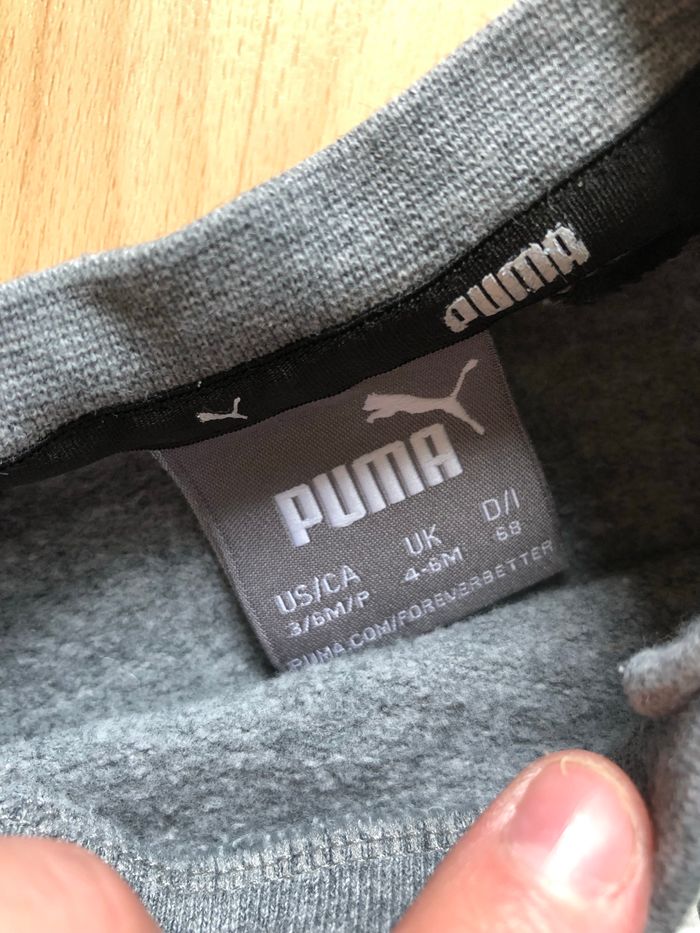 PUMA
PUMA
US/CA UK D/I
3/6M/P 4-6M 68
PUMA.COM/FOREVERBETTER